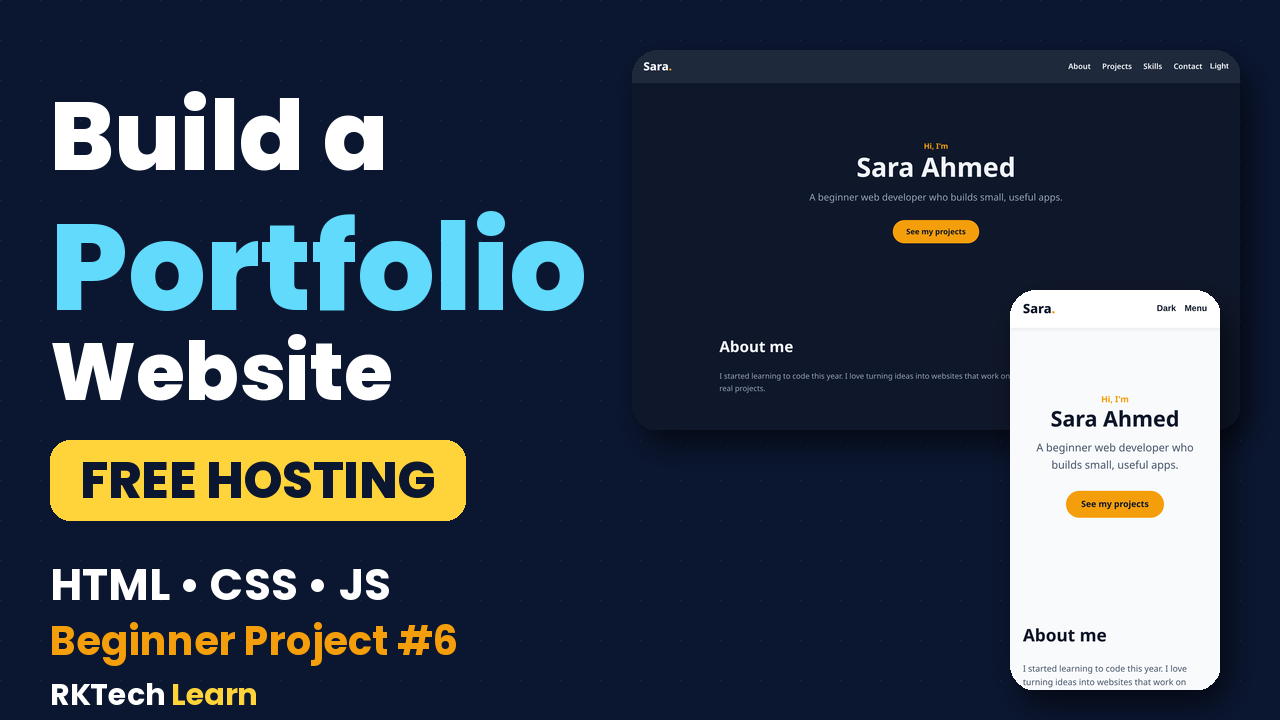 Build a
Portfolio
Website
FREE HOSTING
HTML • CSS • JS
Beginner Project #6
RKTech Learn
Sara.
About Projects Skills Contact Light
Hi, I'm
Sara Ahmed
A beginner web developer who builds small, useful apps.
See my projects
About me
I started learning to code this year. I love turning ideas into websites that work on
real projects.
Sara.
Dark Menu
Hi, I'm
Sara Ahmed
A beginner web developer who
builds small, useful apps.
See my projects
About me
I started learning to code this year. I love
turning ideas into websites that work on